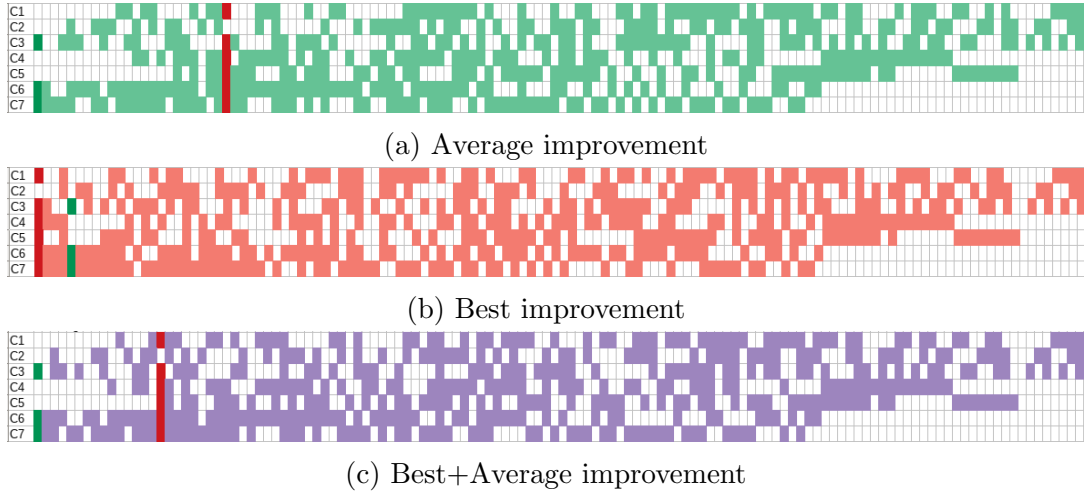 C1
C2
C3
C4
C5
C6
C7
(a) Average improvement
C1
C2
C3
C4
C5
C6
C7
(b) Best improvement
C1
C2
C3
C4
C5
C6
C7
(c) Best+Average improvement